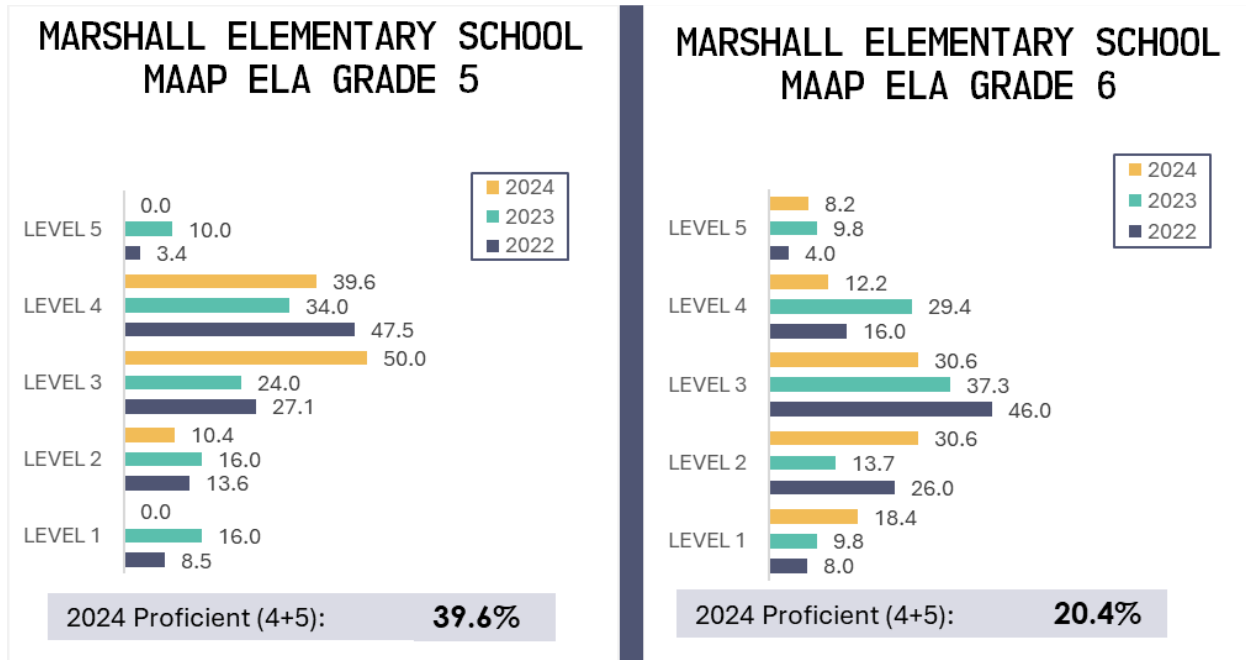 MARSHALL ELEMENTARY SCHOOL
MAAP ELA GRADE 5
2024
2023
2022
0.0
LEVEL 5
10.0
3.4
39.6
LEVEL 4
34.0
47.5
50.0
LEVEL 3
24.0
27.1
10.4
LEVEL 2
16.0
13.6
0.0
LEVEL 1
16.0
8.5
2024 Proficient (4+5): 39.6%
MARSHALL ELEMENTARY SCHOOL
MAAP ELA GRADE 6
2024
2023
2022
8.2
LEVEL 5
9.8
4.0
12.2
LEVEL 4
29.4
16.0
30.6
LEVEL 3
37.3
46.0
30.6
LEVEL 2
13.7
26.0
18.4
LEVEL 1
9.8
8.0
2024 Proficient (4+5): 20.4%